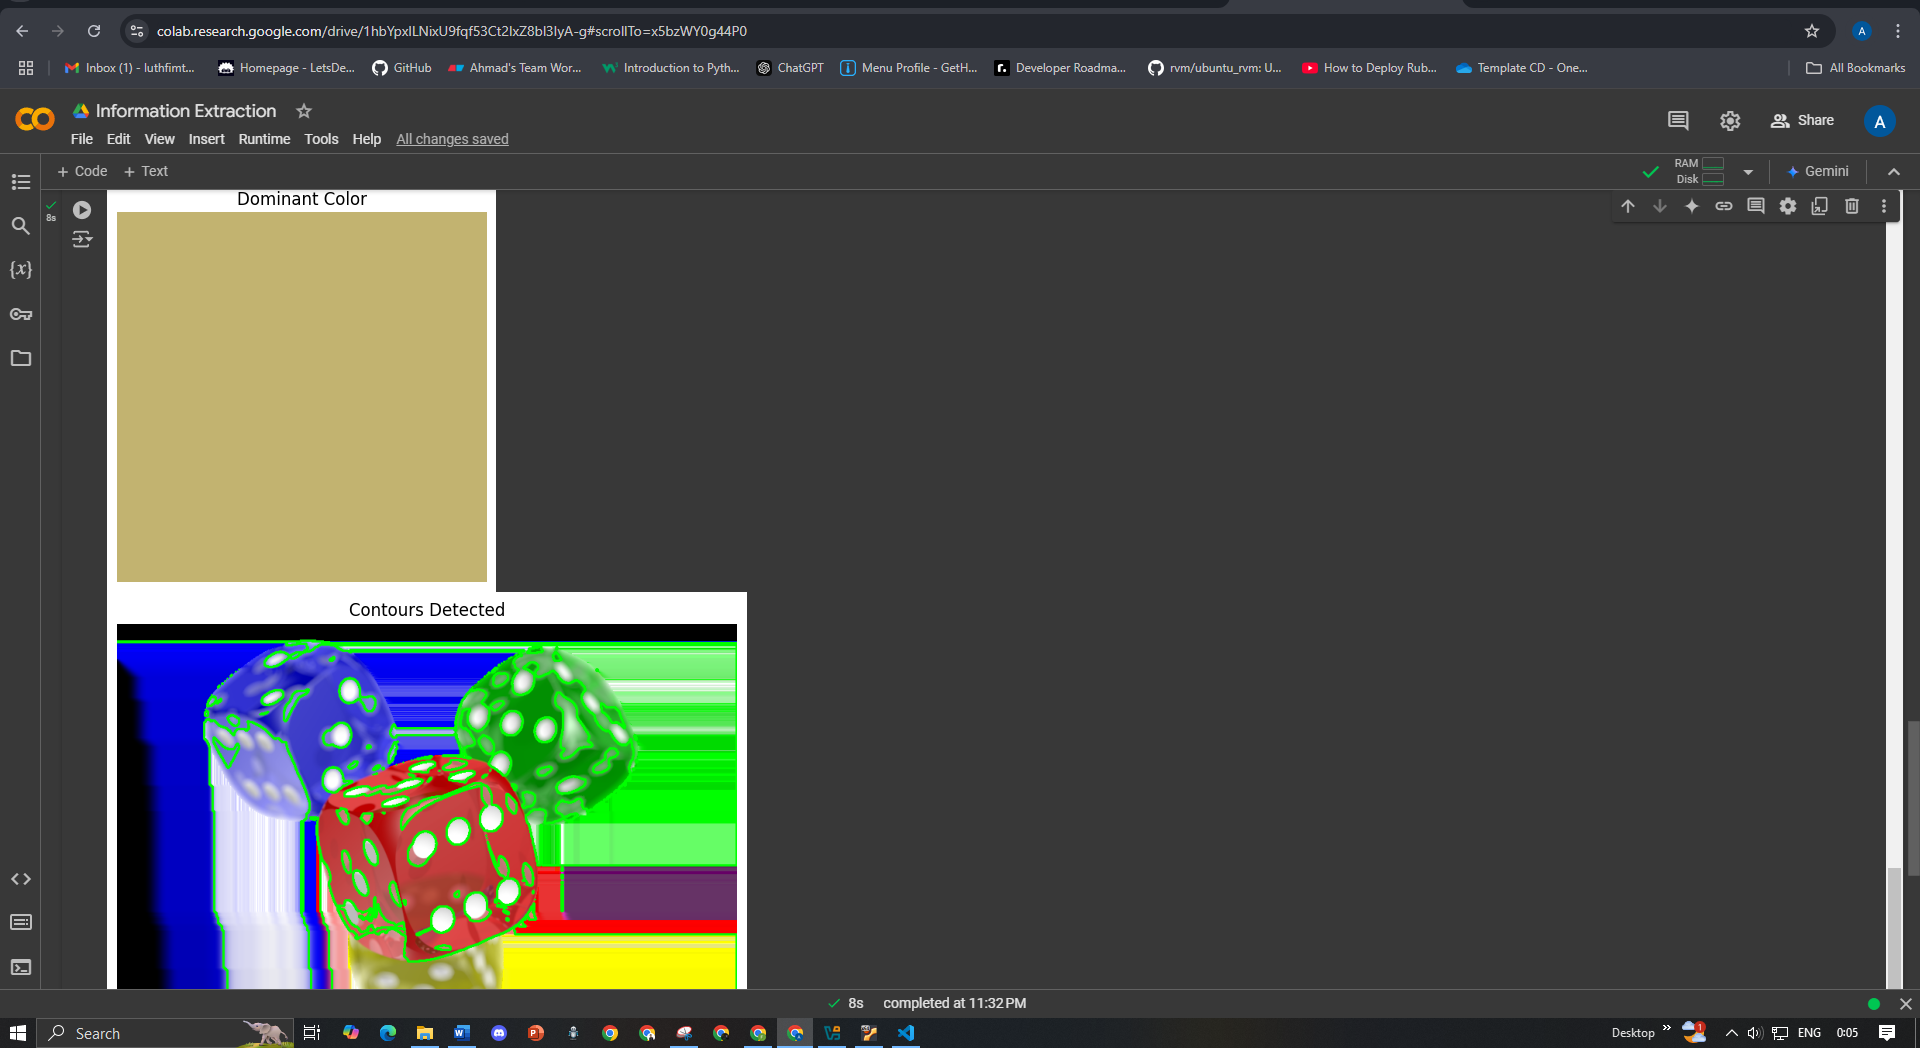 colab.research.google.com/drive/1hbYpxlLNixU9fqf53Ct2lxZ8bI3IyA-g#scrollTo=x5bzWY0g44P0
A
Inbox (1) - luthfimt...
Homepage - LetsDe...
GitHub
Ahmad's Team Wor...
Introduction to Pyth...
ChatGPT
Menu Profile - GetH...
Developer Roadma...
rvm/ubuntu_rvm: U...
How to Deploy Rub...
Template CD - One...
All Bookmarks
Information Extraction
File Edit View Insert Runtime Tools Help All changes saved
Share
A
+ Code + Text
RAM
Disk
Gemini
8s
Dominant Color
{x}
Contours Detected
8s completed at 11:32 PM
Search
Desktop
1
ENG
0:05